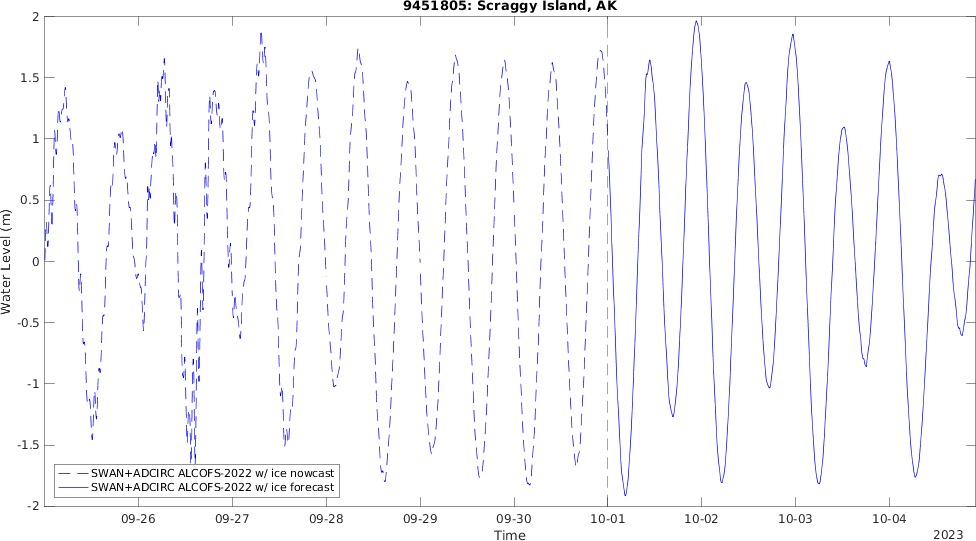 9451805: Scraggy Island, AK
2
1.5
1
0.5
0
-0.5
-1
-1.5
-2
Water Level (m)
SWAN+ADCIRC ALCOFS-2022 w/ ice nowcast
SWAN+ADCIRC ALCOFS-2022 w/ ice forecast
09-26 09-27 09-28 09-29 09-30 10-01 10-02 10-03 10-04
Time
2023